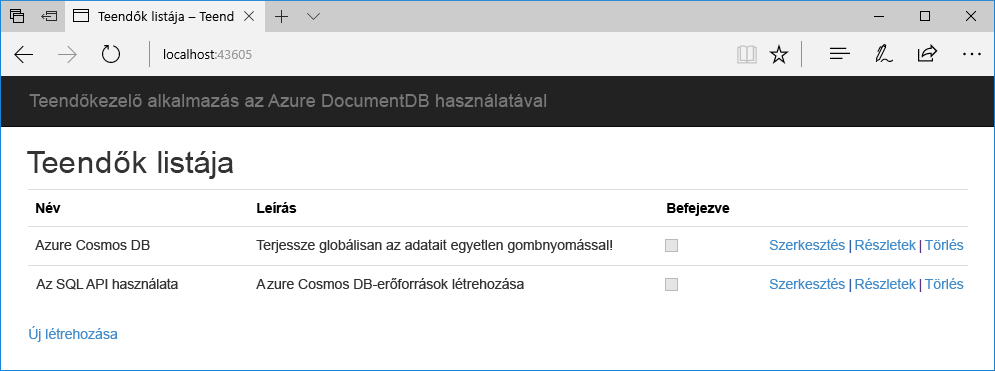 Teendők listája – Teend
localhost:43605
Teendőkezelő alkalmazás az Azure DocumentDB használatával
Teendők listája
Név Leírás Befejezve
Azure Cosmos DB Terjessze globálisan az adatait egyetlen gombnyomással! Szerkesztés | Részletek | Törlés
Az SQL API használata Azure Cosmos DB-erőforrások létrehozása Szerkesztés | Részletek | Törlés
Új létrehozása